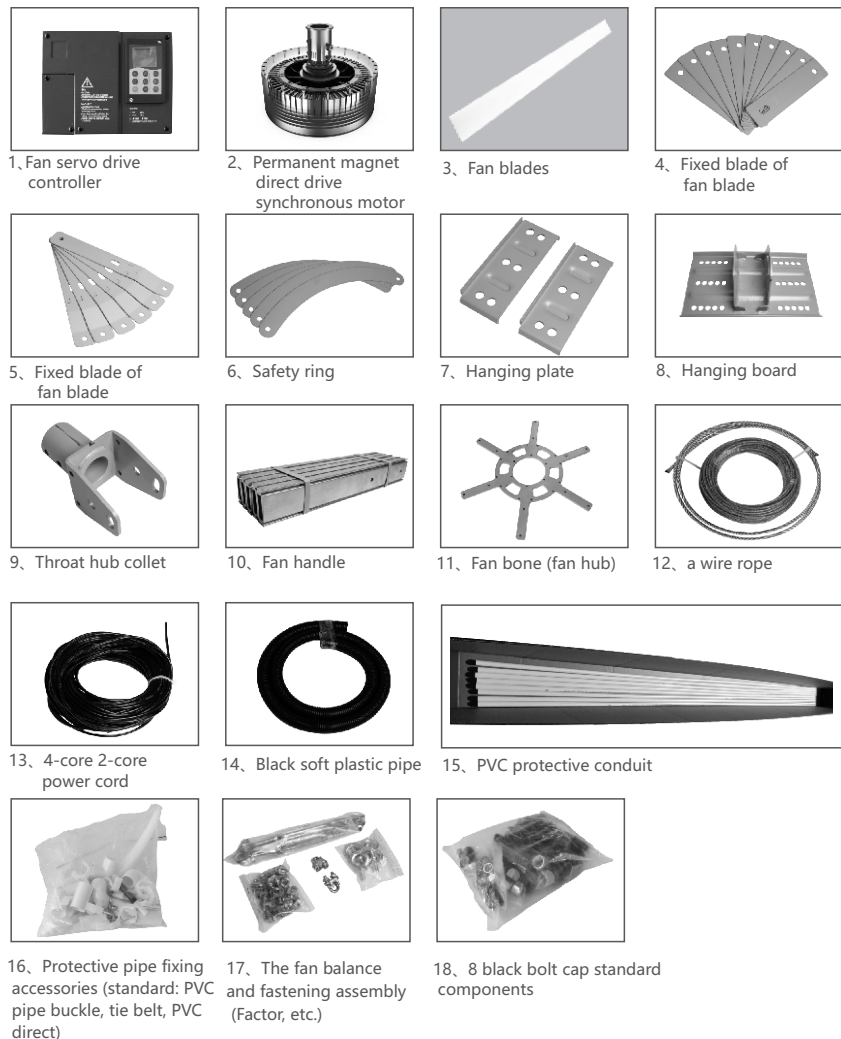 1、Fan servo drive
controller
2、Permanent magnet
direct drive
synchronous motor
3、Fan blades
4、Fixed blade of
fan blade
5、Fixed blade of
fan blade
6、Safety ring
7、Hanging plate
8、Hanging board
9、Throat hub collet
10、Fan handle
11、Fan bone (fan hub)
12、a wire rope
13、4-core 2-core
power cord
14、Black soft plastic pipe
15、PVC protective conduit
16、Protective pipe fixing
accessories (standard: PVC
pipe buckle, tie belt, PVC
direct)
17、The fan balance
and fastening assembly
(Factor, etc.)
18、8 black bolt cap standard
components